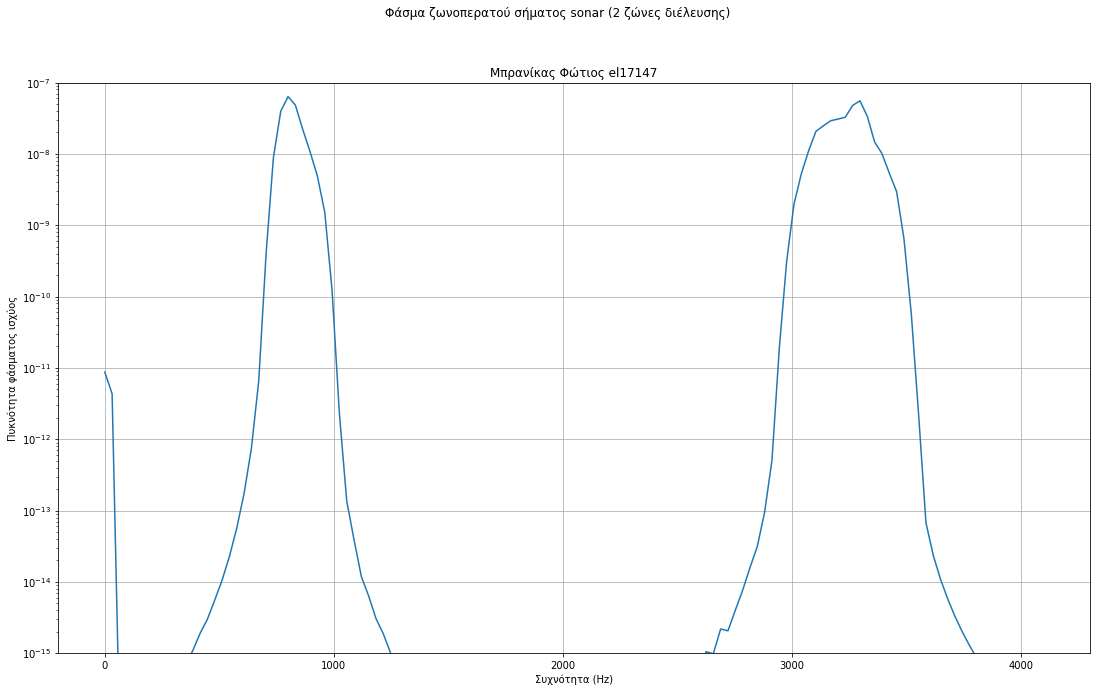 Φάσμα ζωνοπερατού σήματος sonar (2 ζώνες διέλευσης)
Μπρανίκας Φώτιος el17147
Πυκνότητα φάσματος ισχύος
10⁻⁷
10⁻⁸
10⁻⁹
10⁻¹⁰
10⁻¹¹
10⁻¹²
10⁻¹³
10⁻¹⁴
10⁻¹⁵
0 1000 2000 3000 4000
Συχνότητα (Hz)